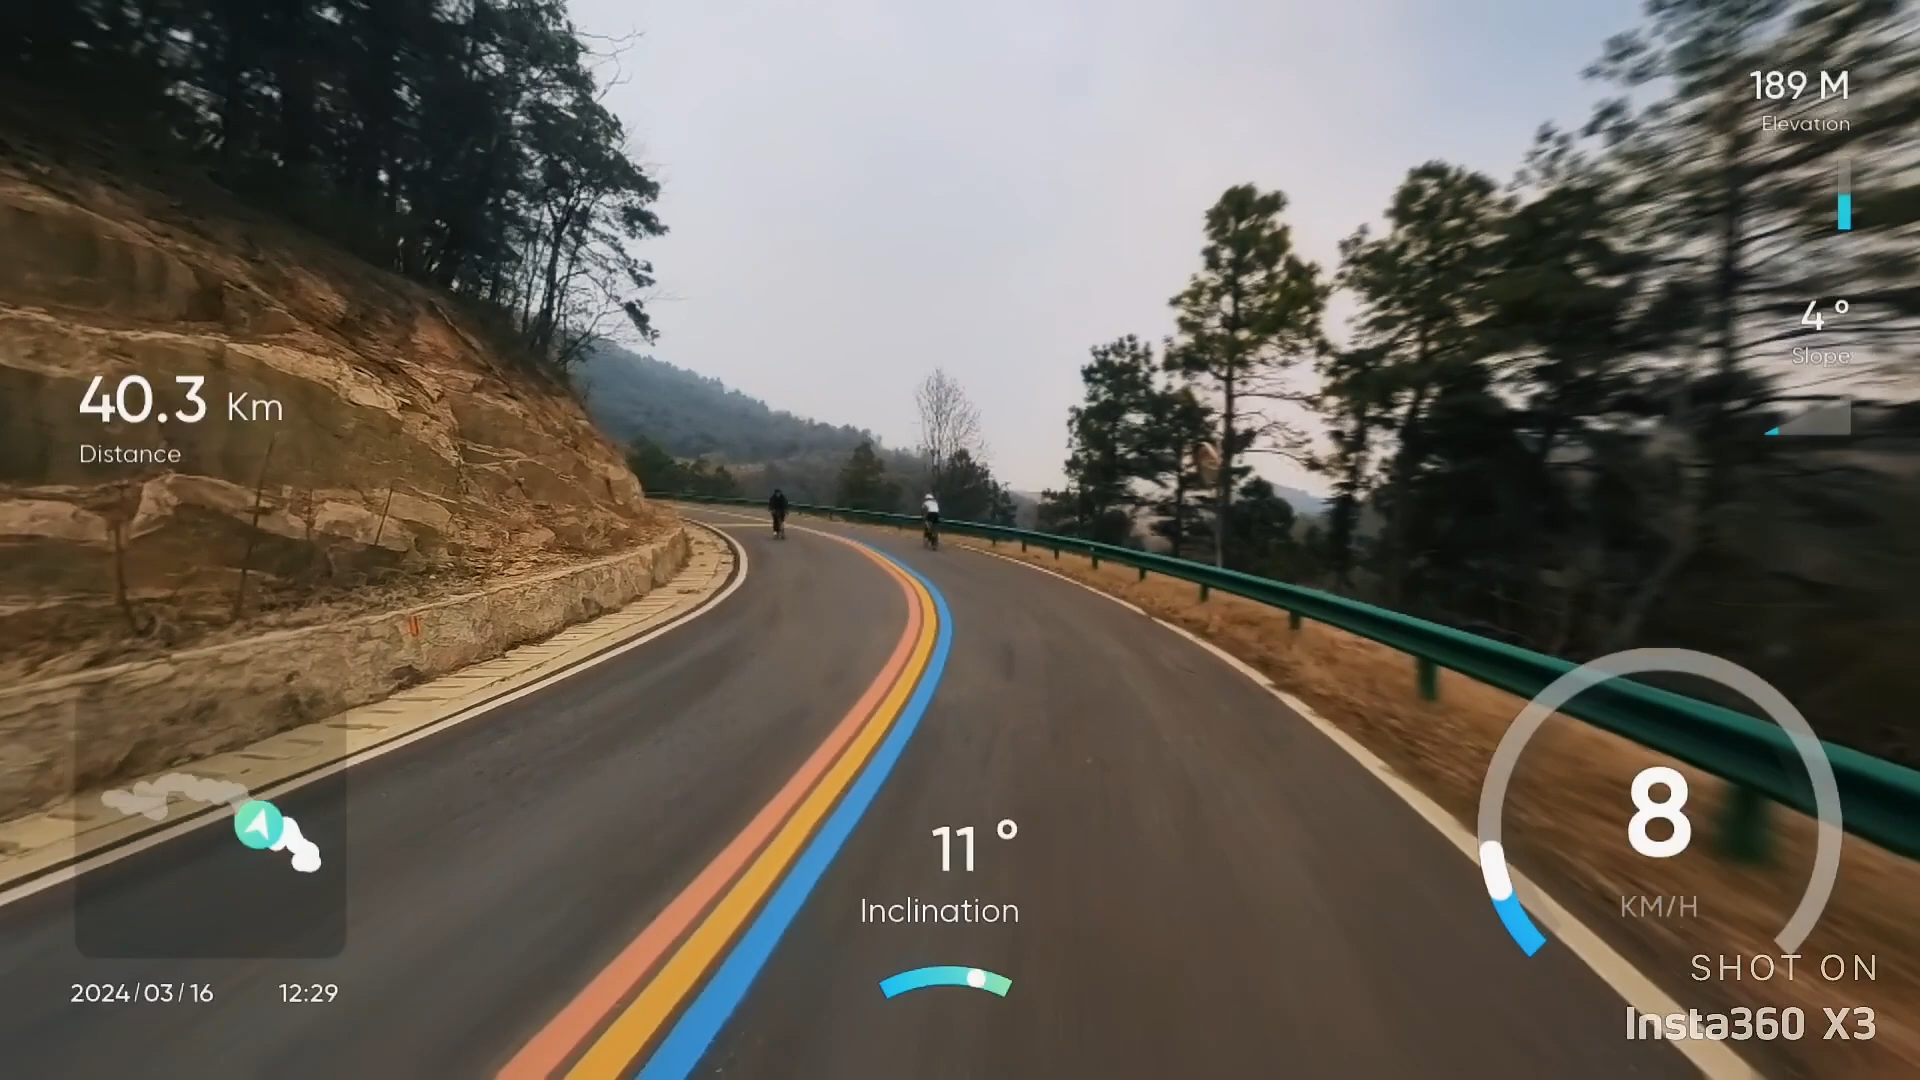 189 M
Elevation
4°
Slope
40.3 Km
Distance
11°
Inclination
8
KM/H
2024/03/16 12:29
SHOT ON
Insta360 X3